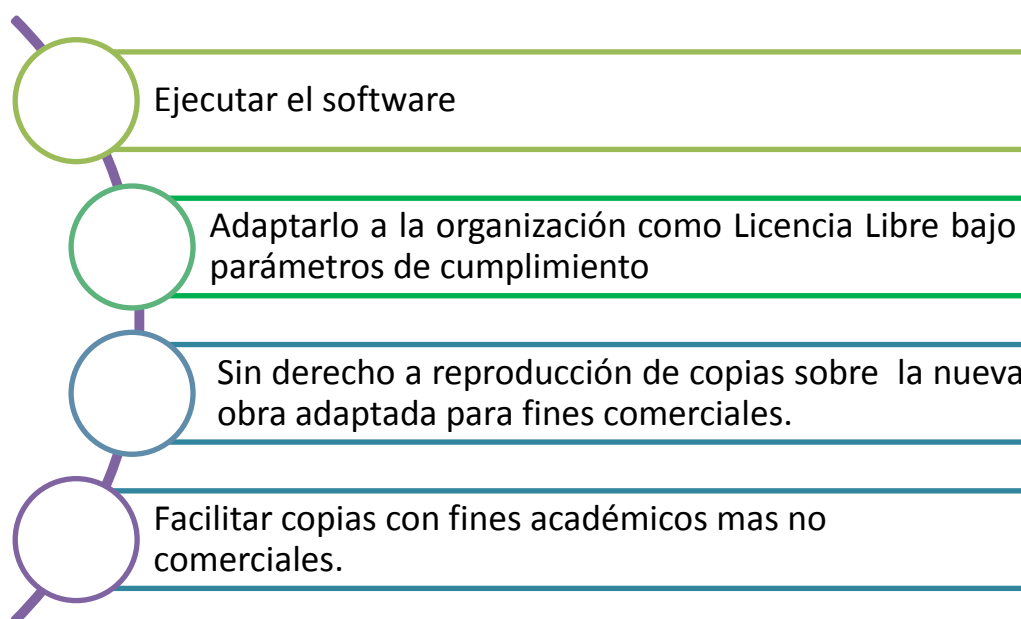 Ejecutar el software
Adaptarlo a la organización como Licencia Libre bajo
parámetros de cumplimiento
Sin derecho a reproducción de copias sobre la nueva
obra adaptada para fines comerciales.
Facilitar copias con fines académicos mas no
comerciales.